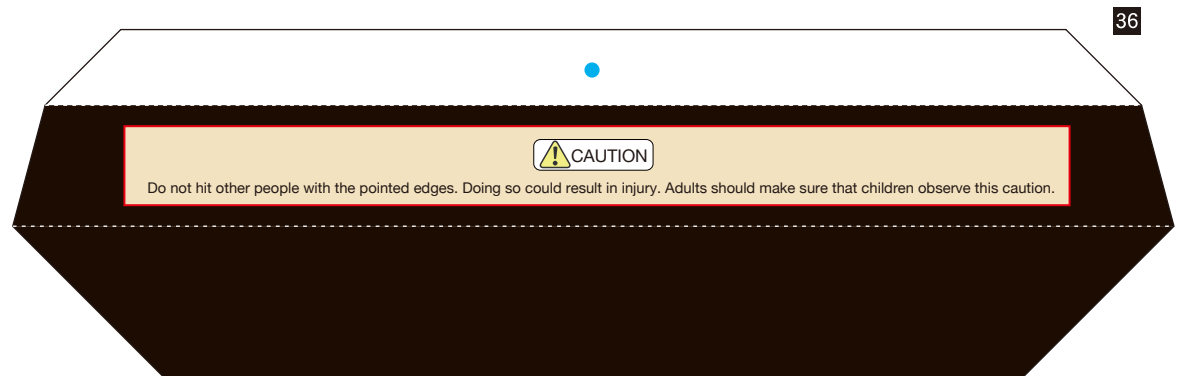 36
CAUTION
Do not hit other people with the pointed edges. Doing so could result in injury. Adults should make sure that children observe this caution.